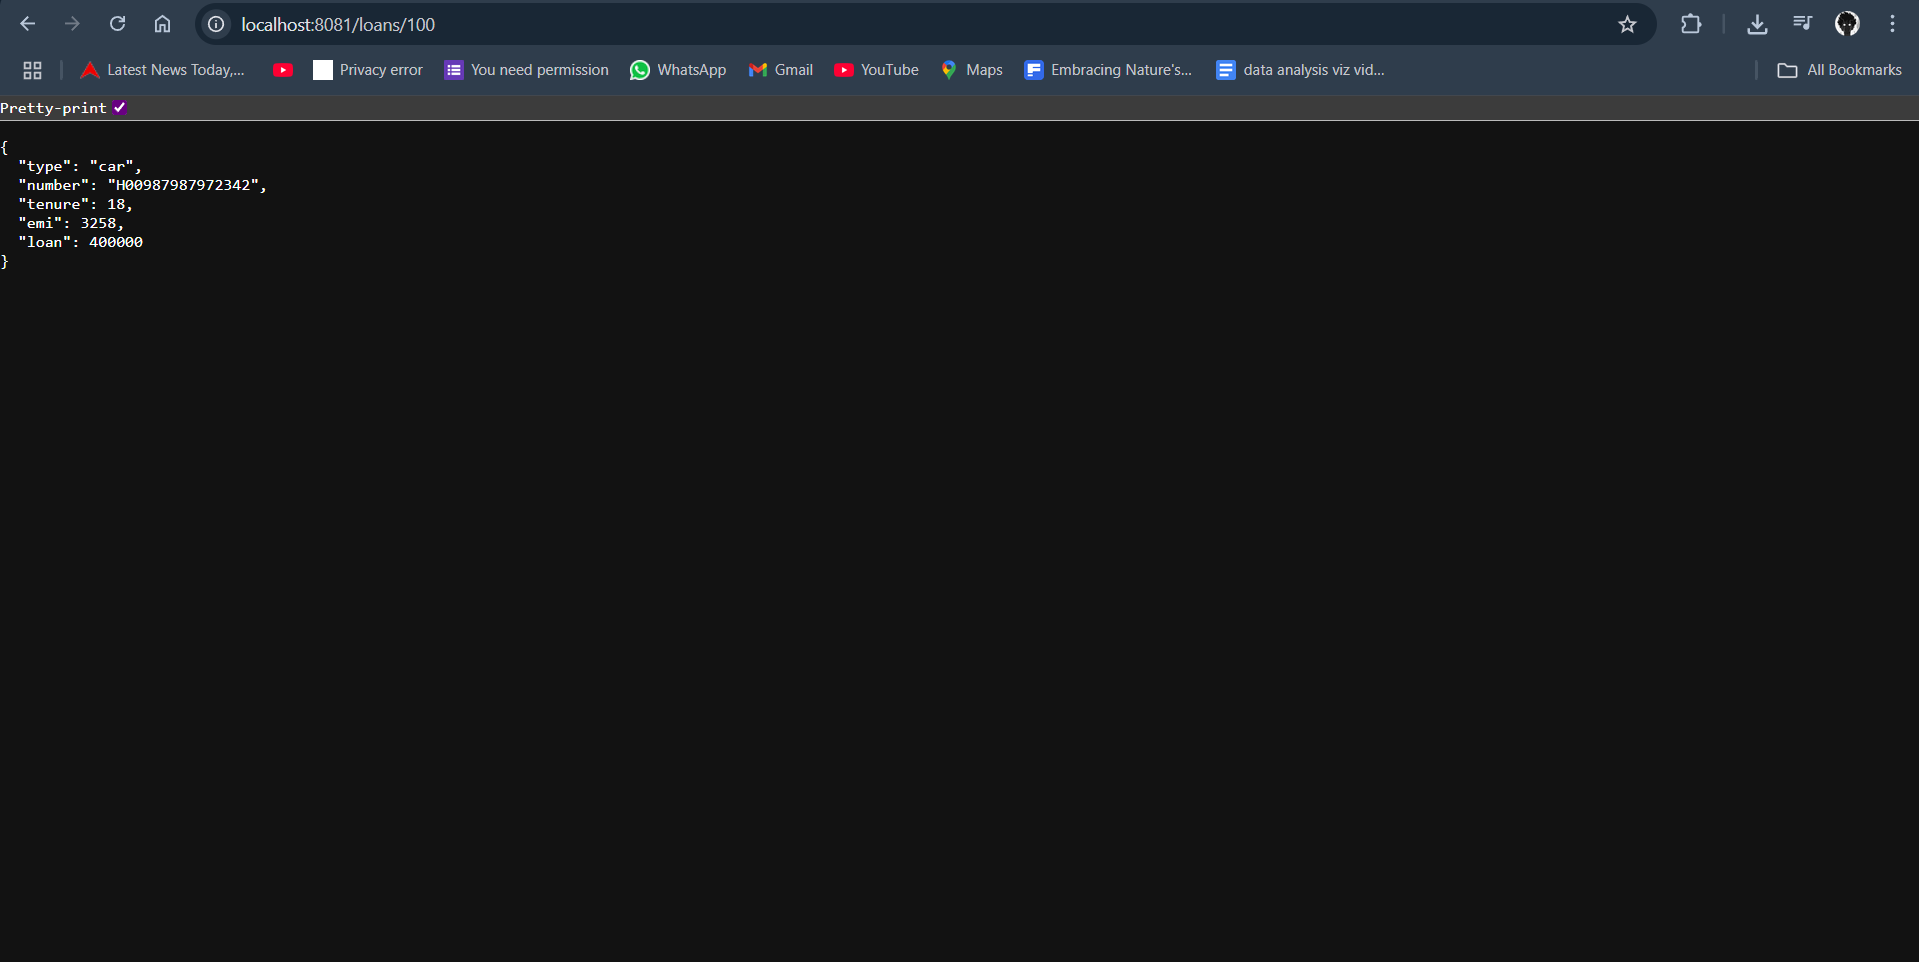 localhost:8081/loans/100
Latest News Today,... Privacy error You need permission WhatsApp Gmail YouTube Maps Embracing Nature's... data analysis viz vid... All Bookmarks
Pretty-print
{
"type": "car",
"number": "H00987987972342",
"tenure": 18,
"emi": 3258,
"loan": 400000
}